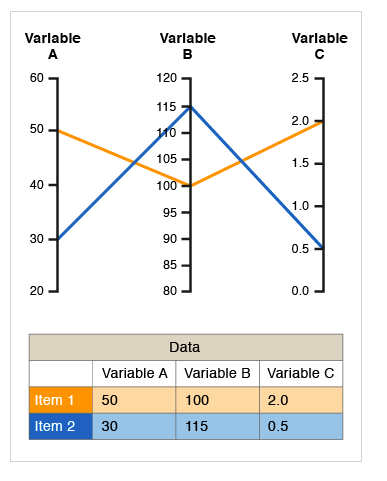 Variable A Variable B Variable C
60 120 2.5
115
50 110 2.0
105
40 100 1.5
95 1.0
30 90 0.5
85
20 80 0.0
Data
Variable A Variable B Variable C
Item 1 50 100 2.0
Item 2 30 115 0.5